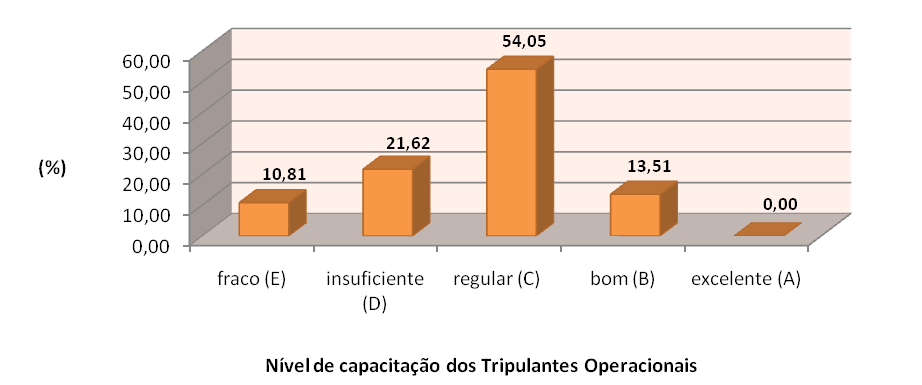 54,05
60,00
50,00
40,00
30,00
20,00
10,00
0,00
(%)
10,81
21,62
13,51
0,00
fraco (E)
insuficiente
(D)
regular (C)
bom (B)
excelente (A)
Nível de capacitação dos Tripulantes Operacionais